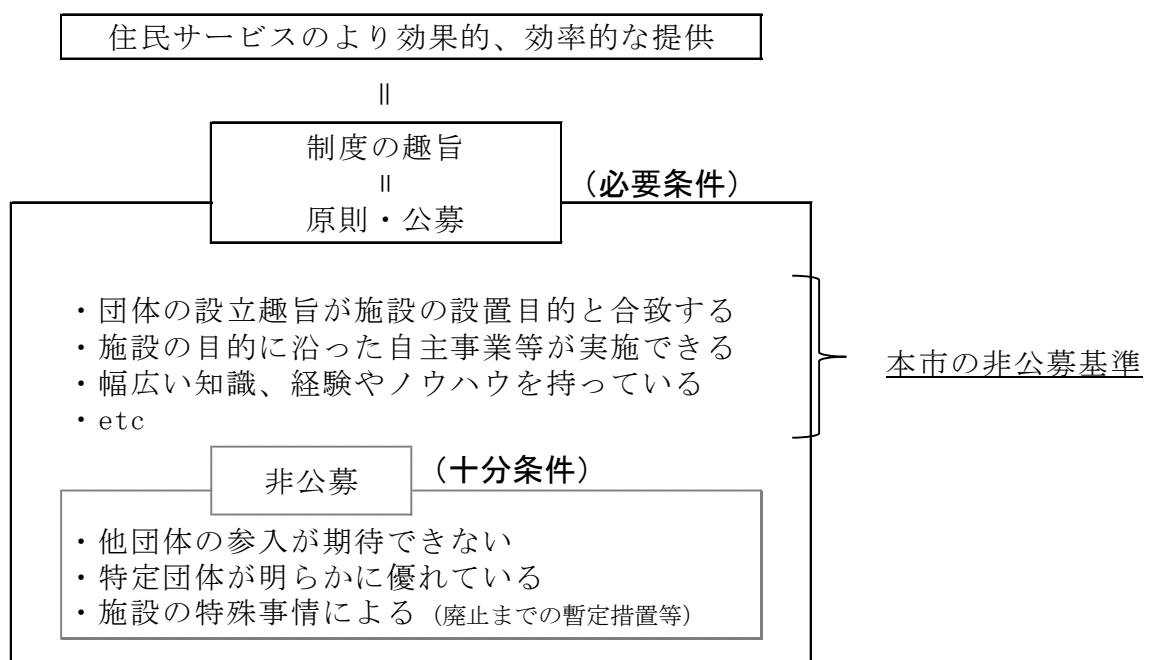 住民サービスのより効果的、効率的な提供
＝
制度の趣旨
＝
原則・公募
（必要条件）
・団体の設立趣旨が施設の設置目的と合致する
・施設の目的に沿った自主事業等が実施できる
・幅広い知識、経験やノウハウを持っている
・etc
本市の非公募基準
非公募
（十分条件）
・他団体の参入が期待できない
・特定団体が明らかに優れている
・施設の特殊事情による（廃止までの暫定措置等）